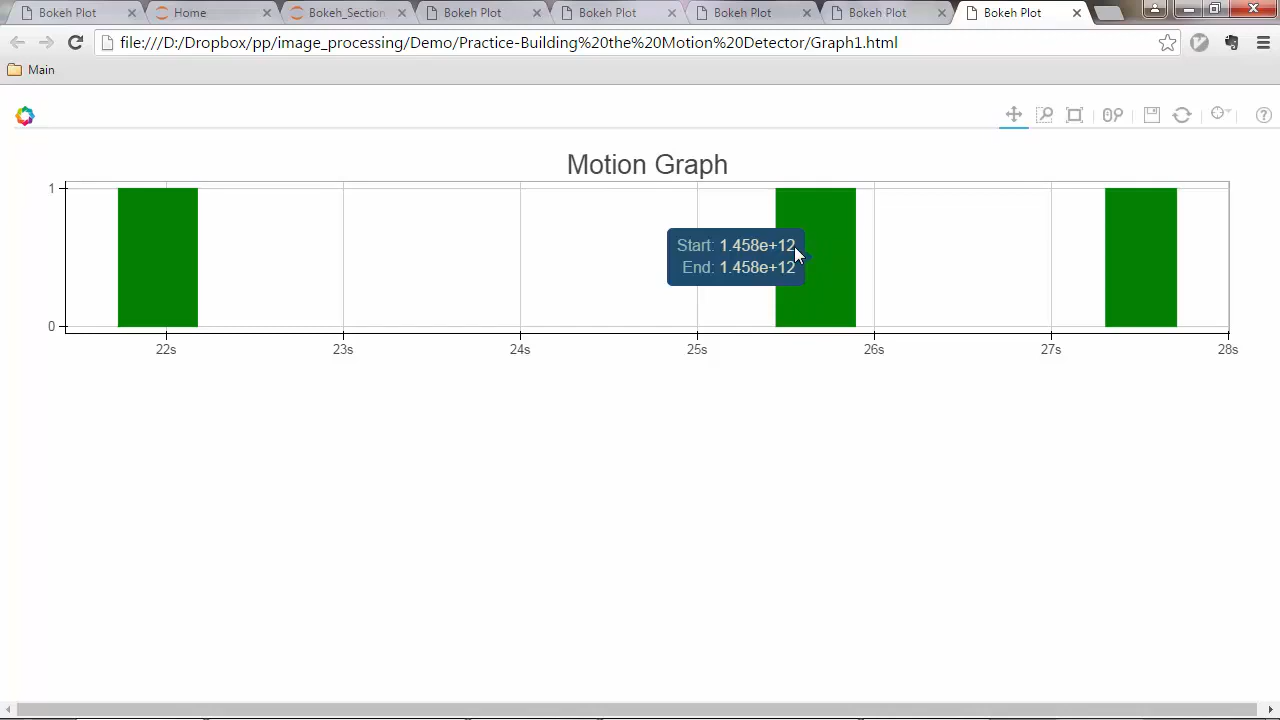 Bokeh Plot
Home
Bokeh_Section
Bokeh Plot
Bokeh Plot
Bokeh Plot
Bokeh Plot
Bokeh Plot
file:///D:/Dropbox/pp/image_processing/Demo/Practice-Building%20the%20Motion%20Detector/Graph1.html
Main
?
Motion Graph
1
Start: 1.458e+12
End: 1.458e+12
0
22s 23s 24s 25s 26s 27s 28s